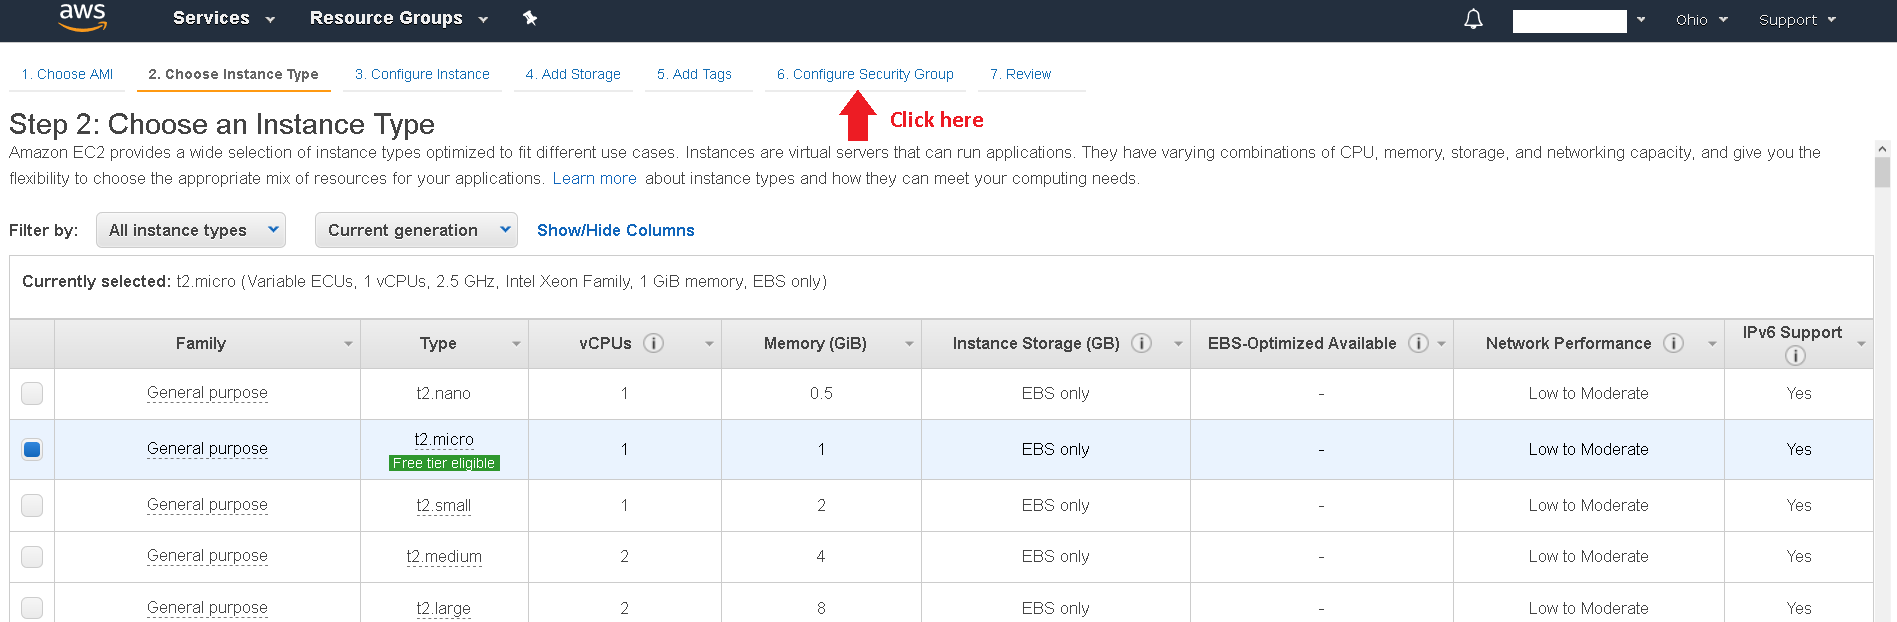 aws Services Resource Groups Ohio Support
1. Choose AMI 2. Choose Instance Type 3. Configure Instance 4. Add Storage 5. Add Tags 6. Configure Security Group 7. Review
Click here
Step 2: Choose an Instance Type
Amazon EC2 provides a wide selection of instance types optimized to fit different use cases. Instances are virtual servers that can run applications. They have varying combinations of CPU, memory, storage, and networking capacity, and give you the
flexibility to choose the appropriate mix of resources for your applications. Learn more about instance types and how they can meet your computing needs.
Filter by: All instance types Current generation Show/Hide Columns
Currently selected: t2.micro (Variable ECUs, 1 vCPUs, 2.5 GHz, Intel Xeon Family, 1 GiB memory, EBS only)
Family Type vCPUs i Memory (GiB) Instance Storage (GB) i EBS-Optimized Available i Network Performance i IPv6 Support i
General purpose t2.nano 1 0.5 EBS only - Low to Moderate Yes
General purpose t2.micro 1 1 EBS only - Low to Moderate Yes
Free tier eligible
General purpose t2.small 1 2 EBS only - Low to Moderate Yes
General purpose t2.medium 2 4 EBS only - Low to Moderate Yes
General purpose t2.large 2 8 EBS only - Low to Moderate Yes